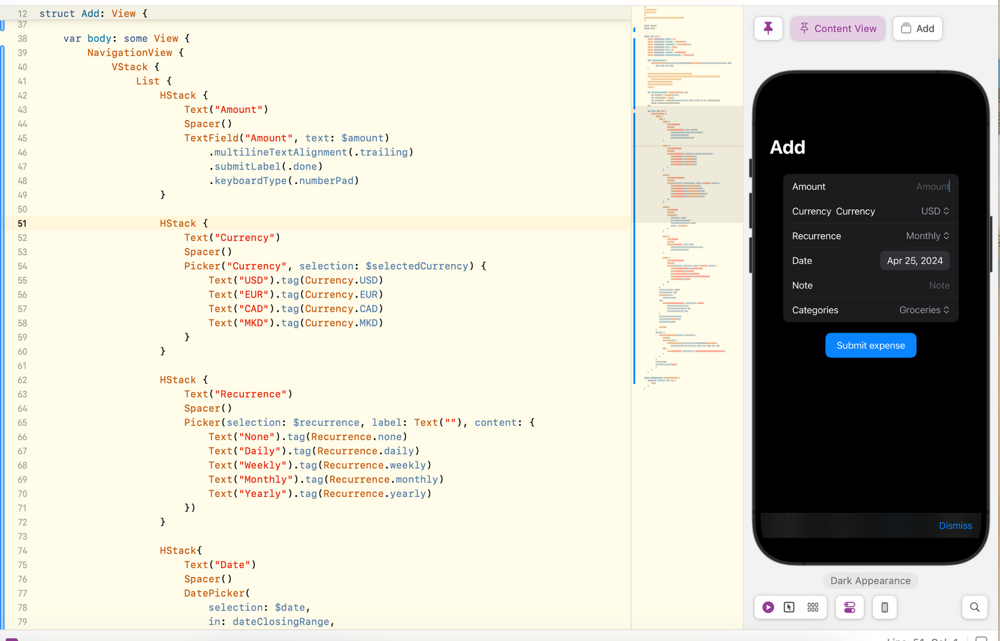 12 struct Add: View {
37
38 var body: some View {
39 NavigationView {
40 VStack {
41 List {
42 HStack {
43 Text("Amount")
44 Spacer()
45 TextField("Amount", text: $amount)
46 .multilineTextAlignment(.trailing)
47 .submitLabel(.done)
48 .keyboardType(.numberPad)
49 }
50
51 HStack {
52 Text("Currency")
53 Spacer()
54 Picker("Currency", selection: $selectedCurrency) {
55 Text("USD").tag(Currency.USD)
56 Text("EUR").tag(Currency.EUR)
57 Text("CAD").tag(Currency.CAD)
58 Text("MKD").tag(Currency.MKD)
59 }
60 }
61
62 HStack {
63 Text("Recurrence")
64 Spacer()
65 Picker(selection: $recurrence, label: Text(""), content: {
66 Text("None").tag(Recurrence.none)
67 Text("Daily").tag(Recurrence.daily)
68 Text("Weekly").tag(Recurrence.weekly)
69 Text("Monthly").tag(Recurrence.monthly)
70 Text("Yearly").tag(Recurrence.yearly)
71 })
72 }
73
74 HStack{
75 Text("Date")
76 Spacer()
77 DatePicker(
78 selection: $date,
79 in: dateClosingRange,
Content View
Add
Add
Amount Amount
Currency Currency USD
Recurrence Monthly
Date Apr 25, 2024
Note Note
Categories Groceries
Submit expense
Dismiss
Dark Appearance